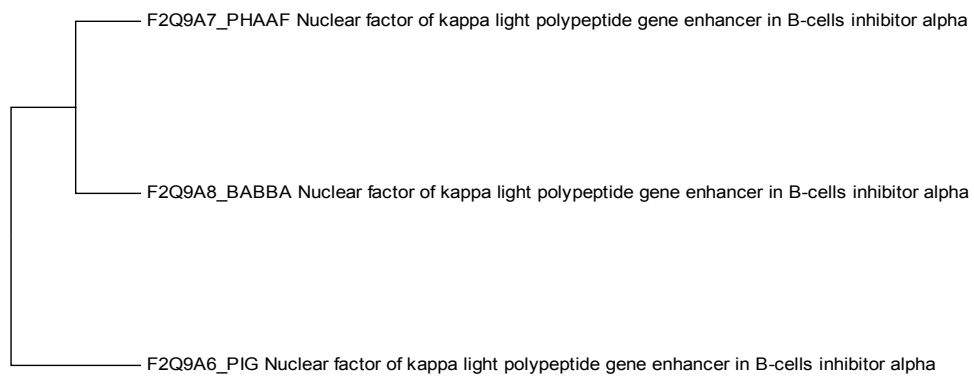 F2Q9A7_PHAAF Nuclear factor of kappa light polypeptide gene enhancer in B-cells inhibitor alpha
F2Q9A8_BABBA Nuclear factor of kappa light polypeptide gene enhancer in B-cells inhibitor alpha
F2Q9A6_PIG Nuclear factor of kappa light polypeptide gene enhancer in B-cells inhibitor alpha